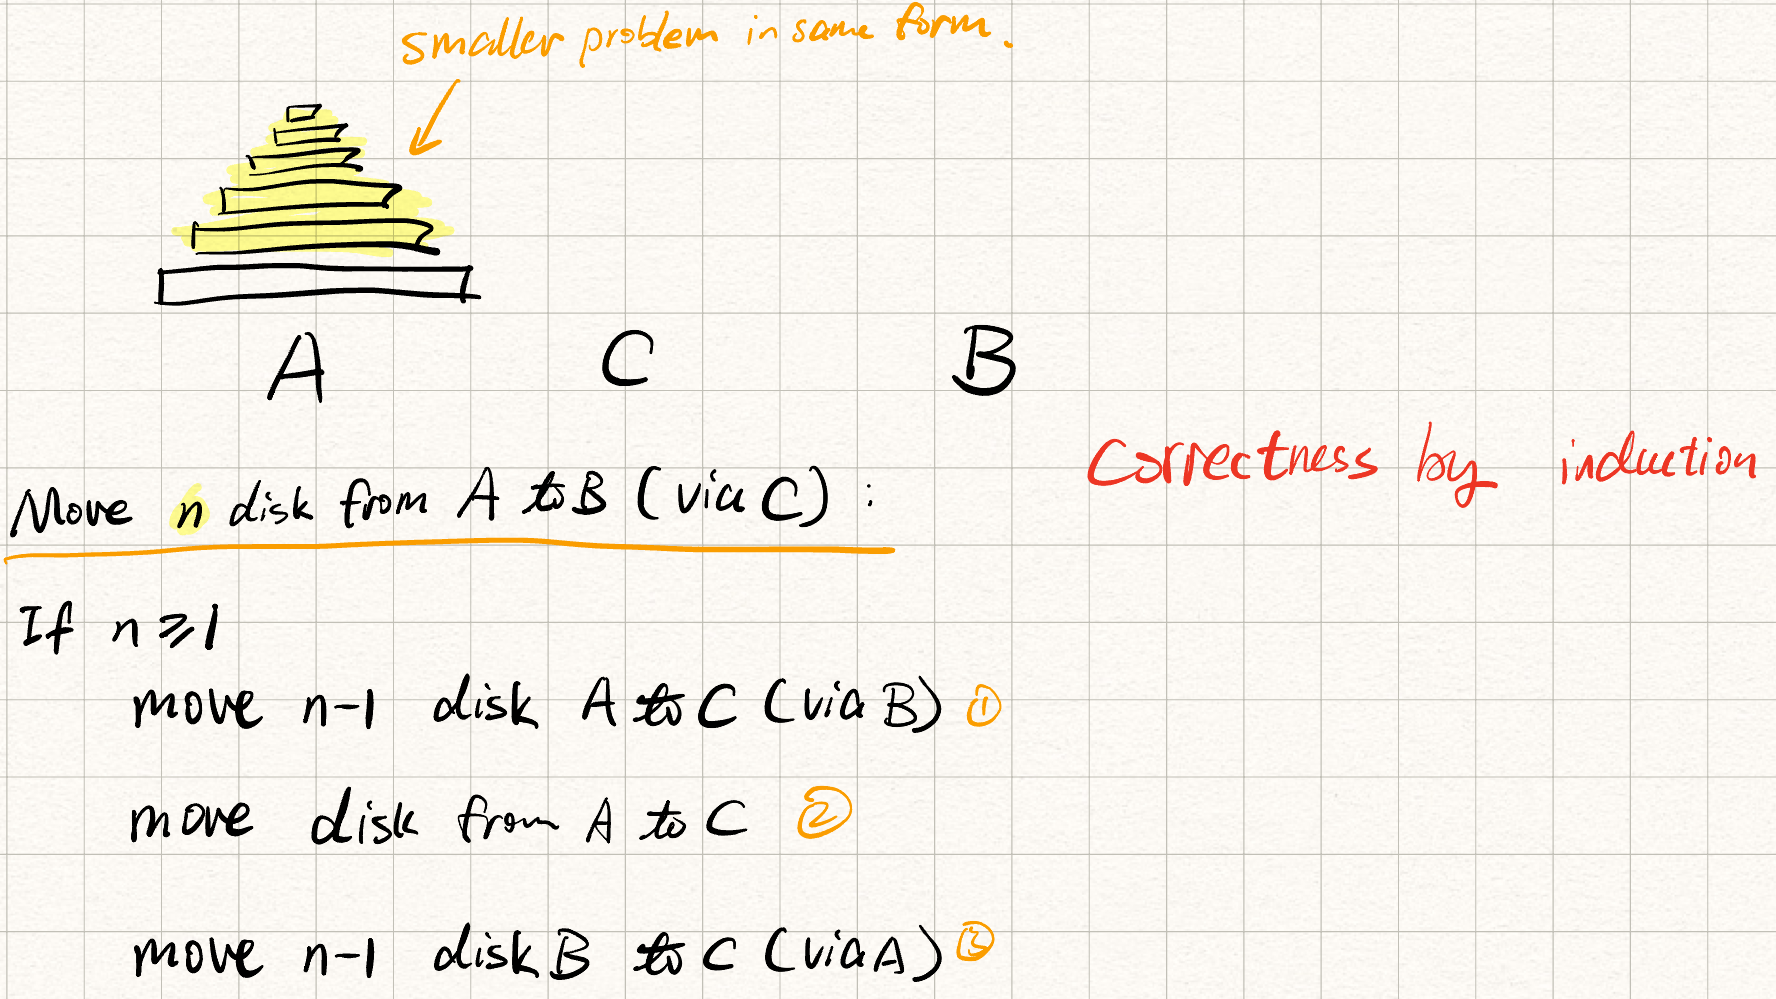 smaller problem in same form.
A C B
Correctness by induction
Move n disk from A to B (via C) :
If n ⩾ 1
move n-1 disk A to C (via B) ①
move disk from A to C ②
move n-1 disk B to C (via A) ③